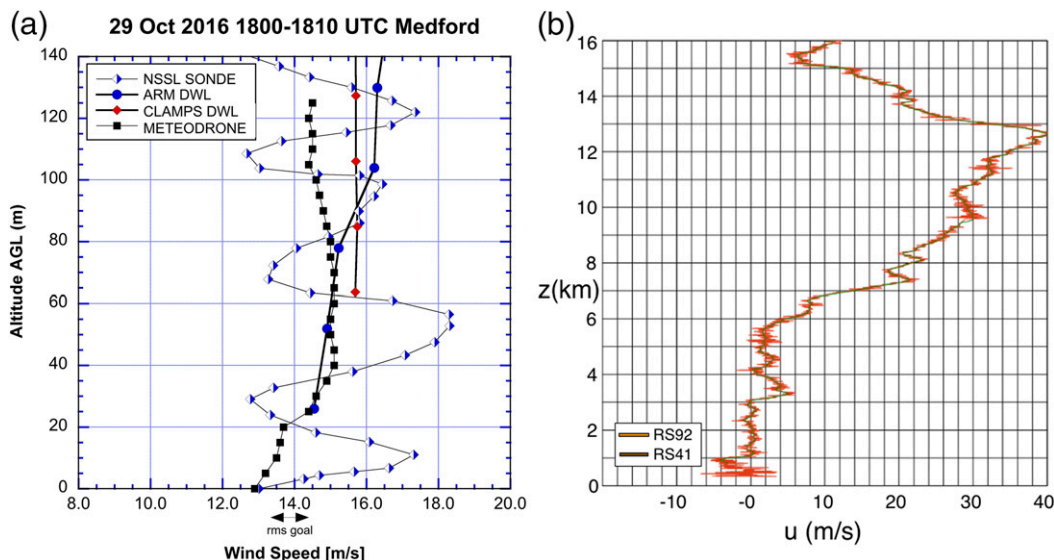 (a)
29 Oct 2016 1800-1810 UTC Medford
140
120
100
80
60
40
20
0
Altitude AGL (m)
NSSL SONDE
ARM DWL
CLAMPS DWL
METEODRONE
8.0 10.0 12.0 14.0 16.0 18.0 20.0
rms goal
Wind Speed [m/s]
(b)
16
14
12
10
8
z(km)
6
4
2
0
RS92
RS41
-10 -0 10 20 30 40
u (m/s)